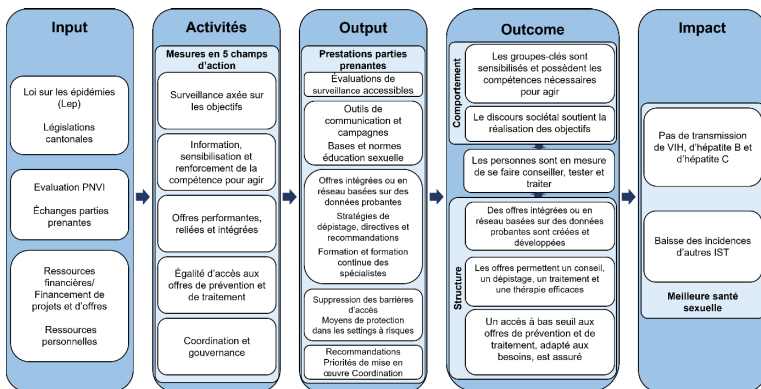 Input
Loi sur les épidémies
(Lep)
Législations
cantonales
Evaluation PNVI
Échanges parties
prenantes
Ressources
financières/
Financement de
projets et d'offres
Ressources
personnelles
Activités
Mesures en 5 champs
d'action
Surveillance axée sur
les objectifs
Information,
sensibilisation et
renforcement de la
compétence pour agir
Offres performantes,
reliées et intégrées
Égalité d'accès aux
offres de prévention et
de traitement
Coordination et
gouvernance
Output
Prestations parties
prenantes
Évaluations de
surveillance accessibles
Outils de
communication et
campagnes
Bases et normes
éducation sexuelle
Offres intégrées ou en
réseau basées sur des
données probantes
Stratégies de
dépistage, directives et
recommandations
Formation et formation
continue des
spécialistes
Suppression des barrières
d'accès
Moyens de protection
dans les settings à risques
Recommandations
Priorités de mise en
œuvre Coordination
Outcome
Comportement
Les groupes-clés sont
sensibilisés et possèdent les
compétences nécessaires
pour agir
Le discours sociétal soutient la
réalisation des objectifs
Les personnes sont en mesure
de se faire conseiller, tester et
traiter
Structure
Des offres intégrées ou en
réseau basées sur des données
probantes sont créées et
développées
Les offres permettent un conseil,
un dépistage, un traitement et
une thérapie efficaces
Un accès à bas seuil aux
offres de prévention et de
traitement, adapté aux
besoins, est assuré
Impact
Pas de transmission
de VIH, d'hépatite B et
d'hépatite C
Baisse des incidences
d'autres IST
Meilleure santé
sexuelle